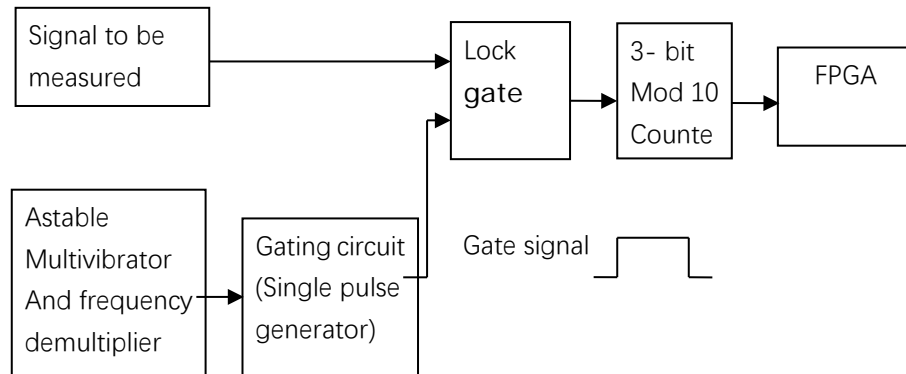 Signal to be
measured
Lock
gate
3- bit
Mod 10
Counte
FPGA
Astable
Multivibrator
And frequency
demultiplier
Gating circuit
(Single pulse
generator)
Gate signal